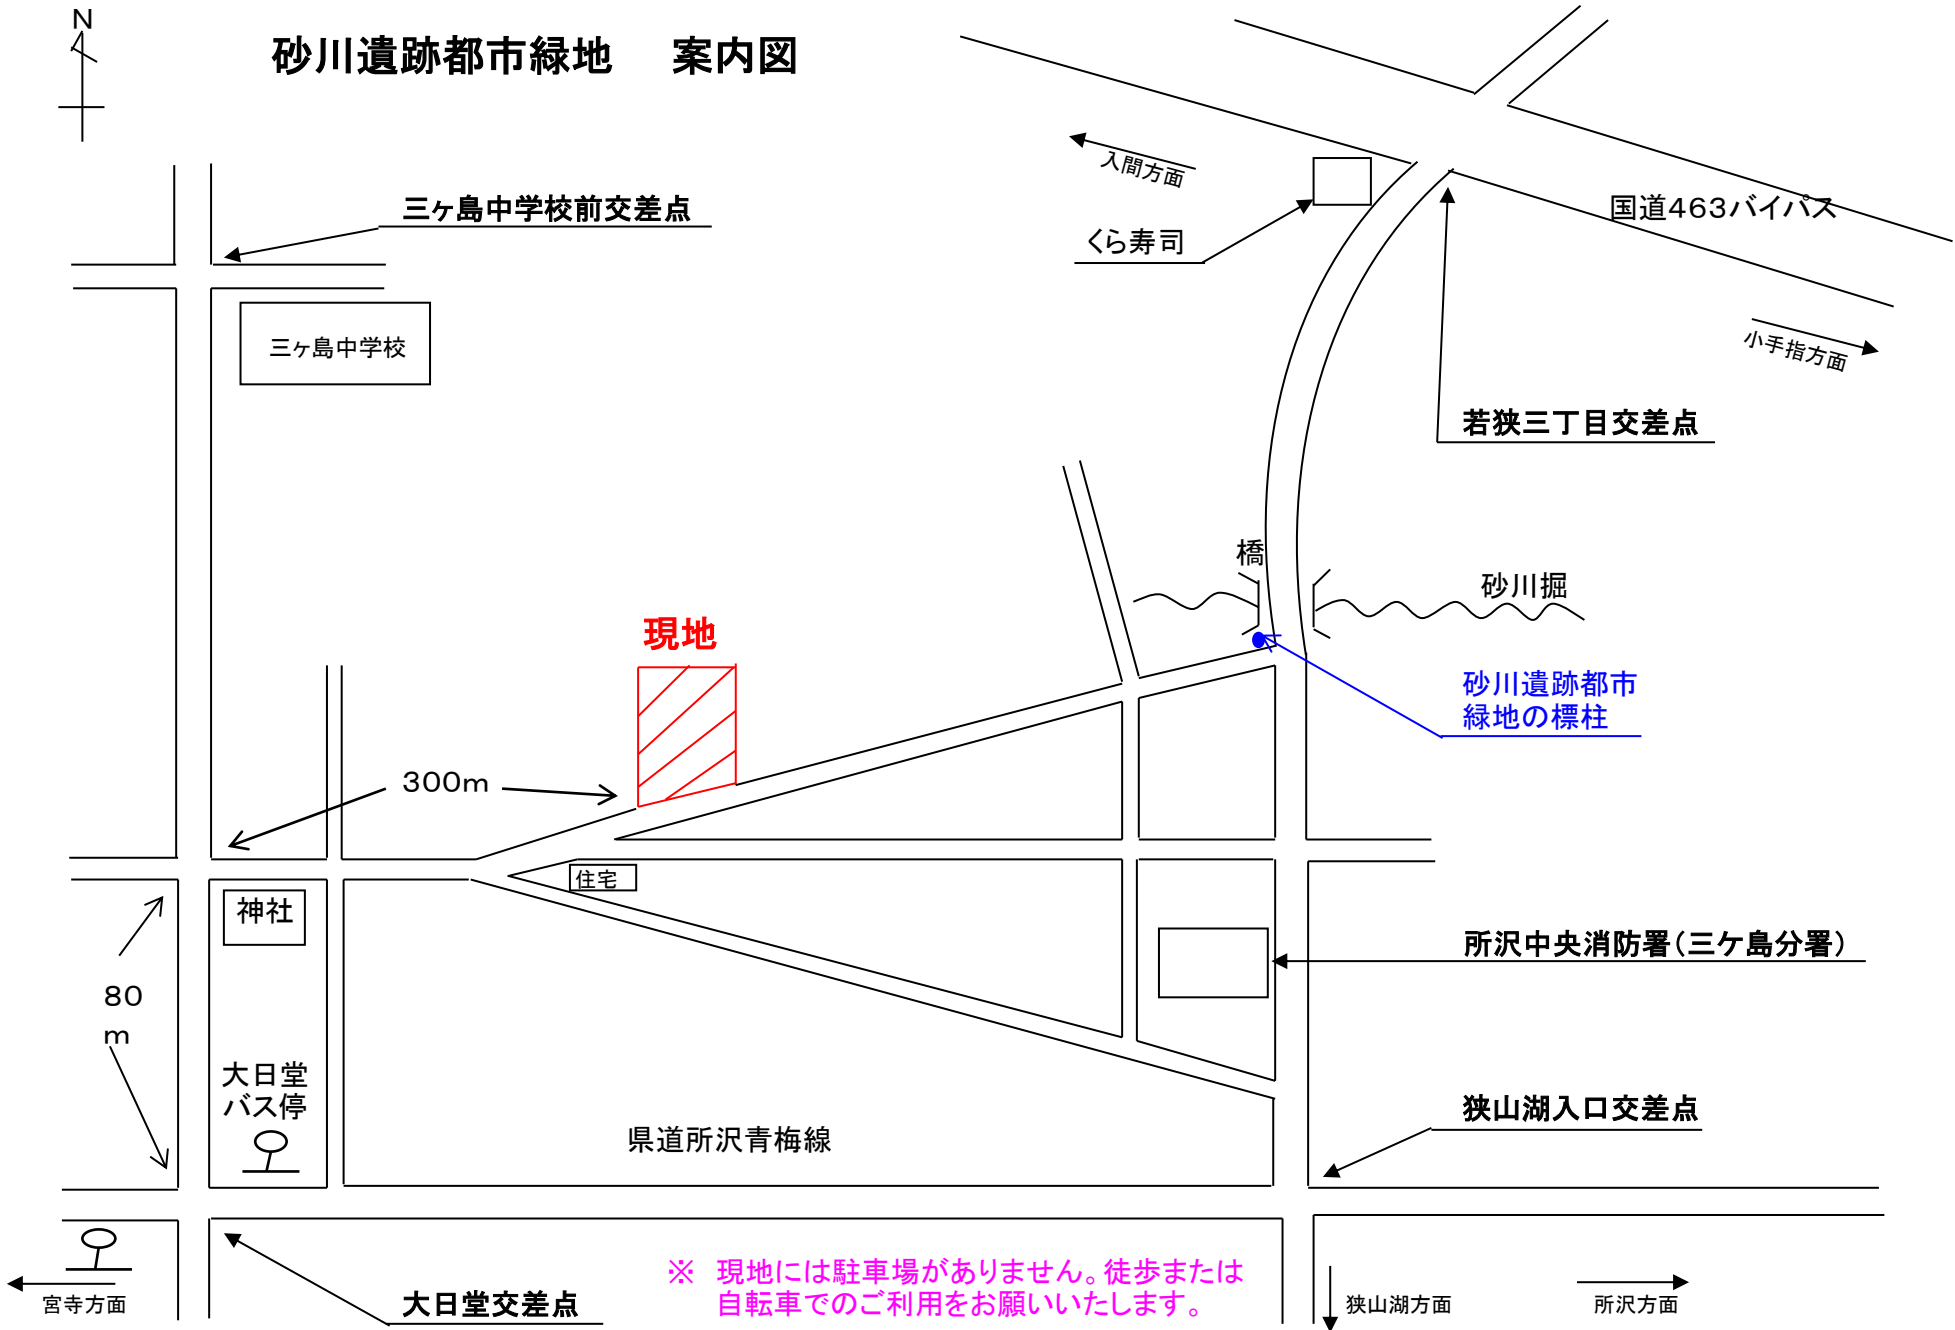 N
砂川遺跡都市緑地　案内図
入間方面
三ヶ島中学校前交差点
国道463バイパス
くら寿司
三ヶ島中学校
小手指方面
若狭三丁目交差点
橋
砂川掘
現地
砂川遺跡都市
緑地の標柱
300m
住宅
神社
所沢中央消防署(三ケ島分署)
80
m
大日堂
バス停
狭山湖入口交差点
県道所沢青梅線
※　現地には駐車場がありません。徒歩または
自転車でのご利用をお願いいたします。
宮寺方面
大日堂交差点
狭山湖方面
所沢方面